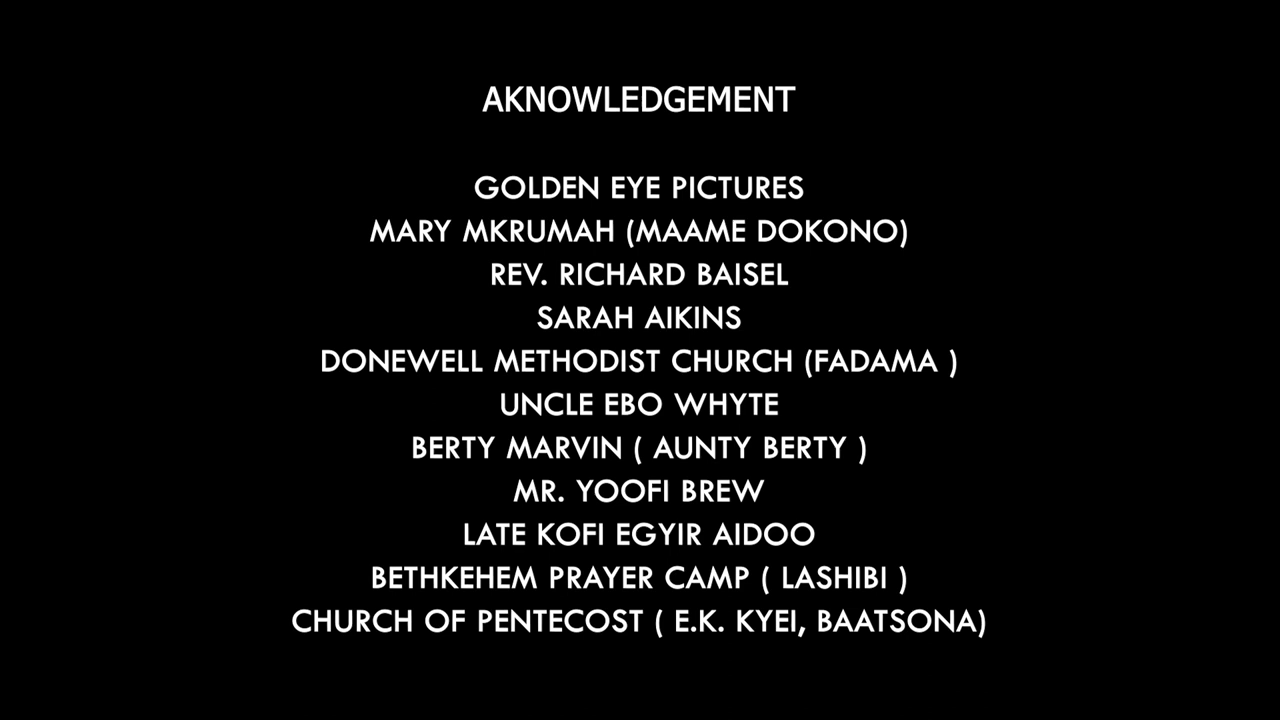 AKNOWLEDGEMENT
GOLDEN EYE PICTURES
MARY MKRUMAH (MAAME DOKONO)
REV. RICHARD BAISEL
SARAH AIKINS
DONEWELL METHODIST CHURCH (FADAMA )
UNCLE EBO WHYTE
BERTY MARVIN ( AUNTY BERTY )
MR. YOOFI BREW
LATE KOFI EGYIR AIDOO
BETHKEHEM PRAYER CAMP ( LASHIBI )
CHURCH OF PENTECOST ( E.K. KYEI, BAATSONA)